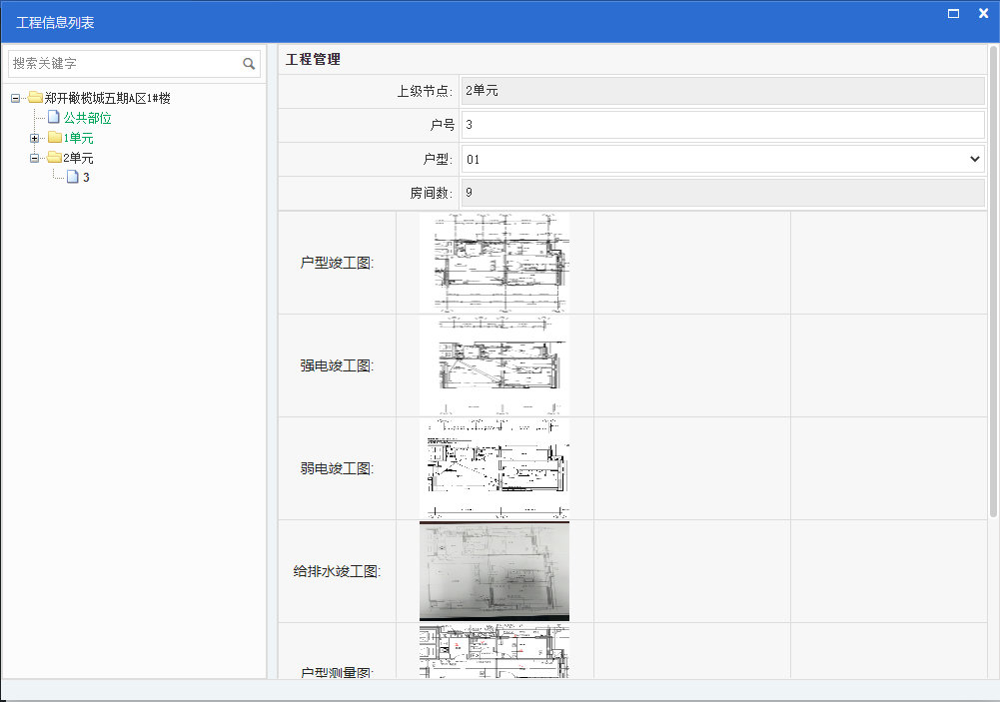 工程信息列表
搜索关键字
郑开橄榄城五期A区1#楼
公共部位
1单元
2单元
3
工程管理
上级节点: 2单元
户号 3
户型: 01
房间数: 9
户型竣工图:
强电竣工图:
弱电竣工图:
给排水竣工图:
户型测量图: